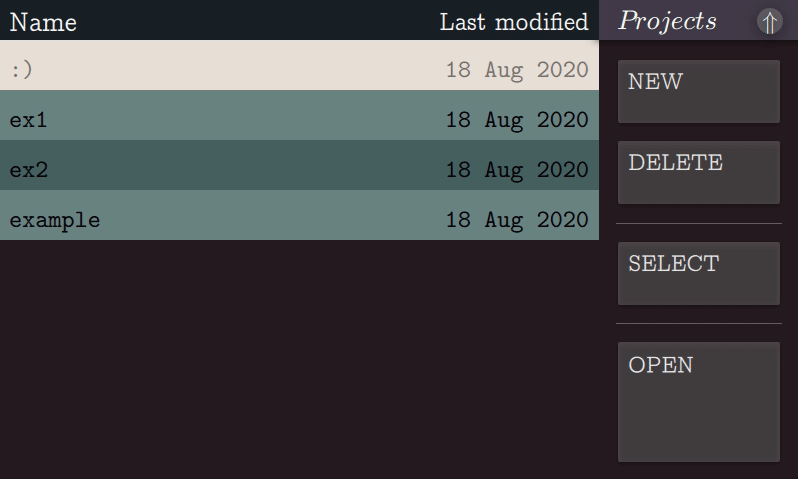 Name Last modified
:) 18 Aug 2020
ex1 18 Aug 2020
ex2 18 Aug 2020
example 18 Aug 2020
Projects ⇑
NEW
DELETE
SELECT
OPEN